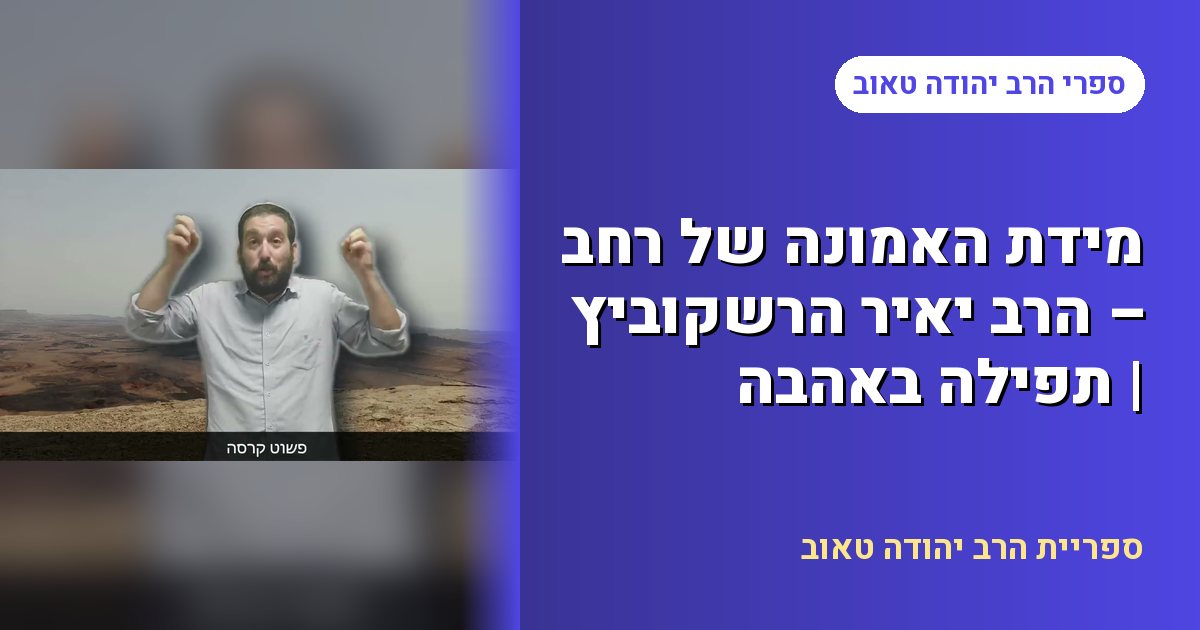 ספרי הרב יהודה טאוב
מידת האמונה של רחב
– הרב יאיר הרשקוביץ
| תפילה באהבה
פשוט קרסה
ספריית הרב יהודה טאוב